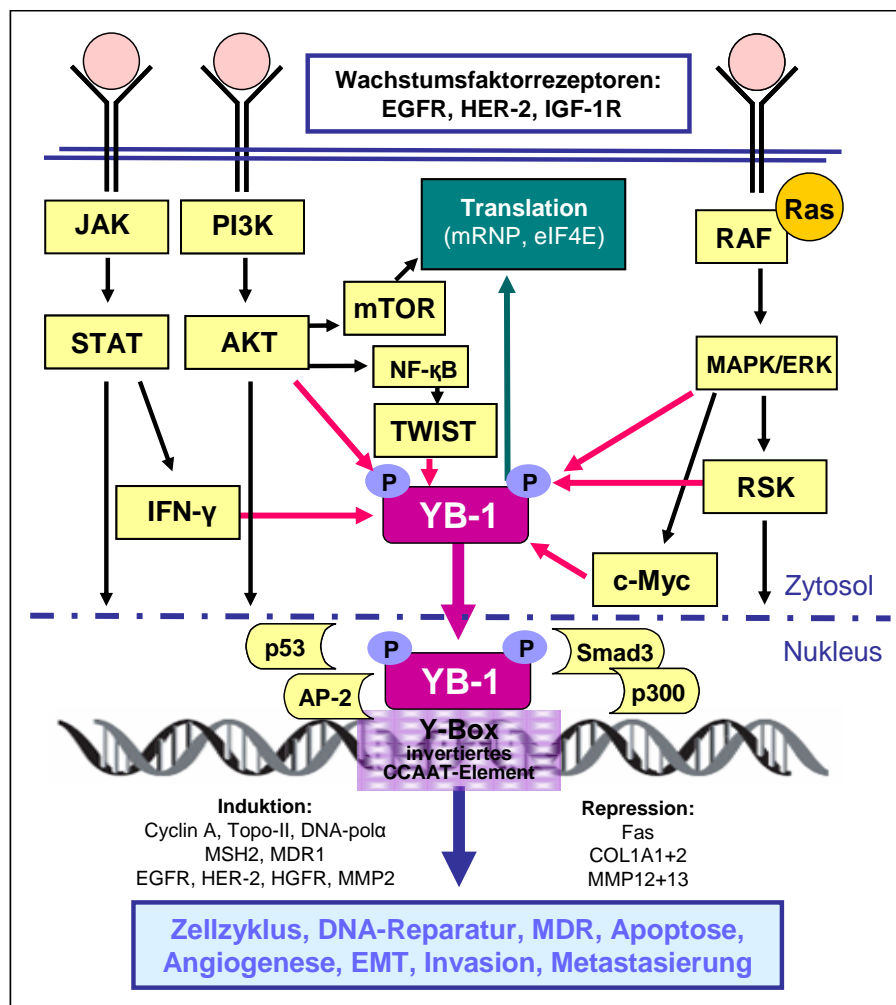 Wachstumsfaktorrezeptoren:
EGFR, HER-2, IGF-1R
JAK
PI3K
Translation
(mRNP, eIF4E)
Ras
RAF
mTOR
STAT
AKT
NF-κB
MAPK/ERK
TWIST
P
P
RSK
IFN-γ
YB-1
c-Myc
Zytosol
Nukleus
p53
P
P
Smad3
AP-2
YB-1
p300
Y-Box
invertiertes
CCAAT-Element
Induktion:
Cyclin A, Topo-II, DNA-polα
MSH2, MDR1
EGFR, HER-2, HGFR, MMP2
Repression:
Fas
COL1A1+2
MMP12+13
Zellzyklus, DNA-Reparatur, MDR, Apoptose,
Angiogenese, EMT, Invasion, Metastasierung